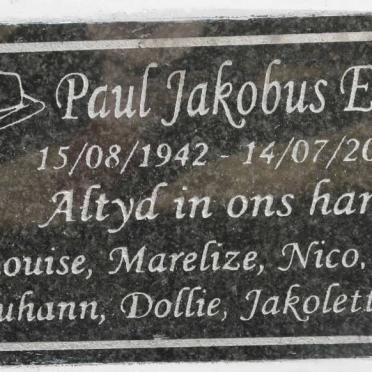 Paul Jakobus E
15/08/1942 - 14/07/20
Altyd in ons har
ouise, Marelize, Nico,
uhann, Dollie, Jakolett